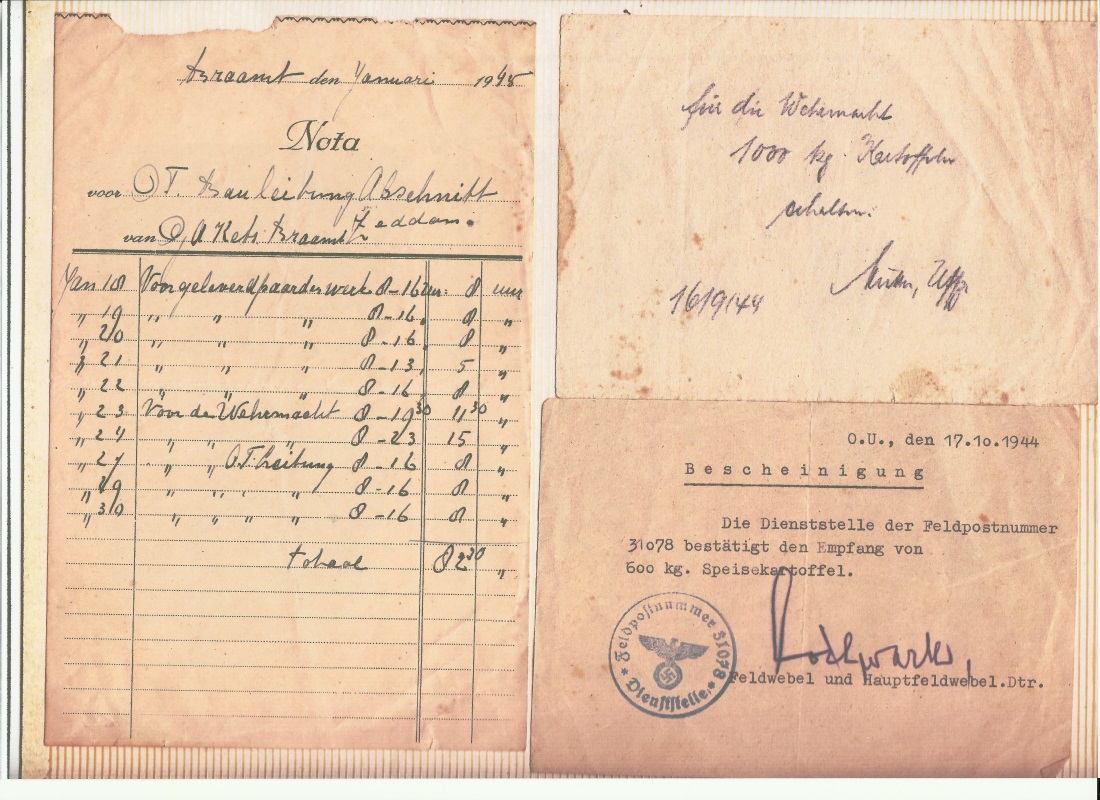 Braamt den Januari 1945
Nota
voor O T. Bauleitung Abschnitt
Zeddam.
van G A Kets Braamt
Jan 18 Voor geleverd paardenwerk 8-16 uur 8 uur
„ 19 „ „ 8-16 „ 8 „
„ 20 „ „ 8-16 8 „
„ 21 „ „ 8-13 „ 5 „
„ 22 „ „ 8-16 „ 8 „
„ 23 Voor de Wehrmacht 8-19 30 11 30 „
„ 24 „ „ „ 8-23 15 „
„ 27 „ „ O.T. Leitung 8-16 8 „
„ 29 „ „ „ „ 8-16 8 „
„ 30 „ „ „ „ 8-16 8 „
totaal 82 30 „
für die Wehrmacht
1000 kg. Kartoffeln
erhalten.
Uffz
16/9/44
O.U., den 17.10.1944
Bescheinigung
Die Dienststelle der Feldpostnummer
31078 bestätigt den Empfang von
600 kg. Speisekartoffel.
Feldpostnummer 31078
* Dienststelle *
Feldwebel und Hauptfeldwebel.Dtr.